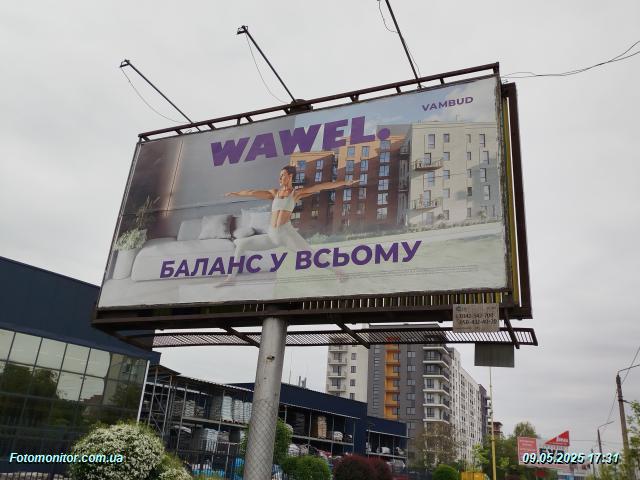 VAMBUD
WAWEL.
БАЛАНС У ВСЬОМУ
Fotomonitor.com.ua
09.05.2025 17:31